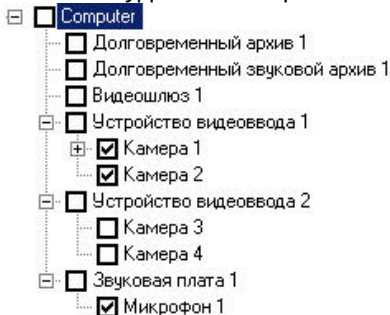 Computer
Долговременный архив 1
Долговременный звуковой архив 1
Видеошлюз 1
Устройство видеоввода 1
Камера 1
Камера 2
Устройство видеоввода 2
Камера 3
Камера 4
Звуковая плата 1
Микрофон 1